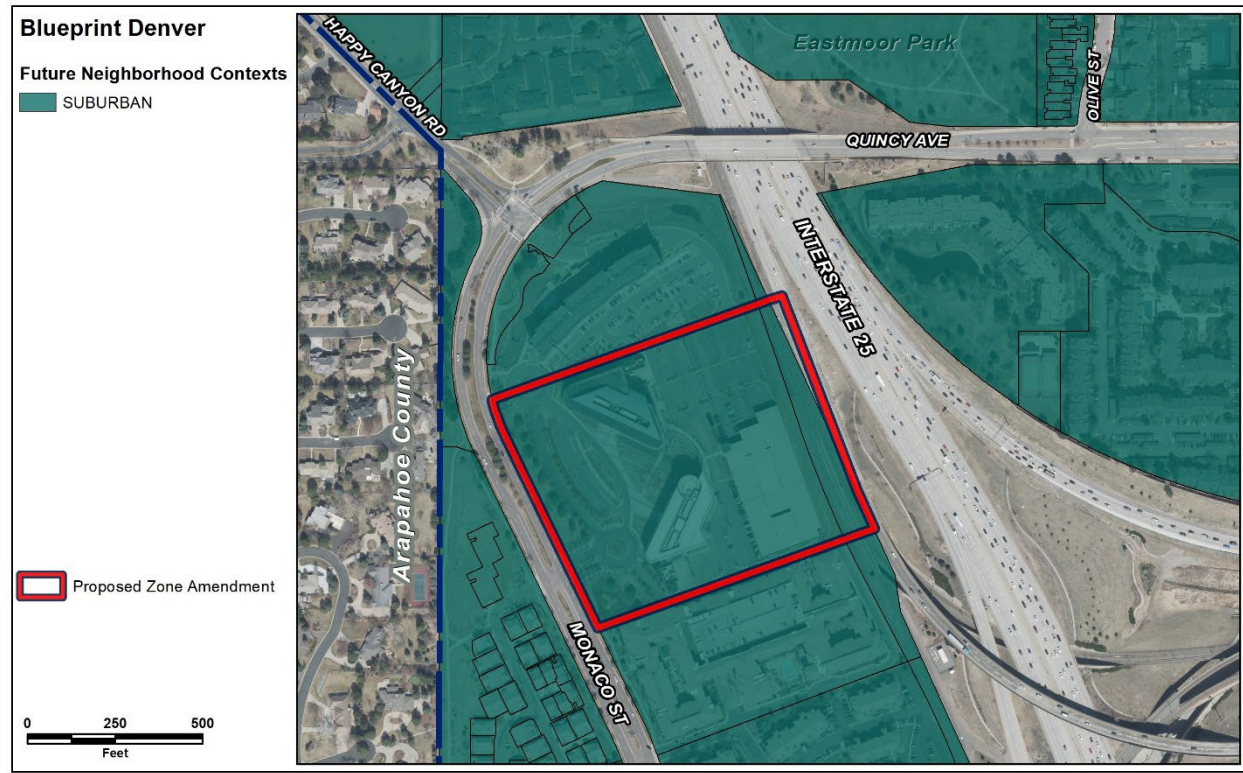 Blueprint Denver
Future Neighborhood Contexts
SUBURBAN
Proposed Zone Amendment
0 250 500
Feet
HAPPY CANYON RD
Eastmoor Park
OLIVE ST
QUINCY AVE
INTERSTATE 25
Arapahoe County
MONACO ST